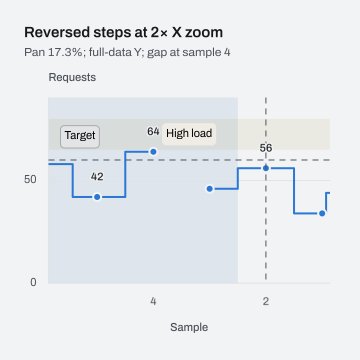 Reversed steps at 2× X zoom
Pan 17.3%; full-data Y; gap at sample 4
Requests
Target
64
High load
56
42
50
0
4
2
Sample